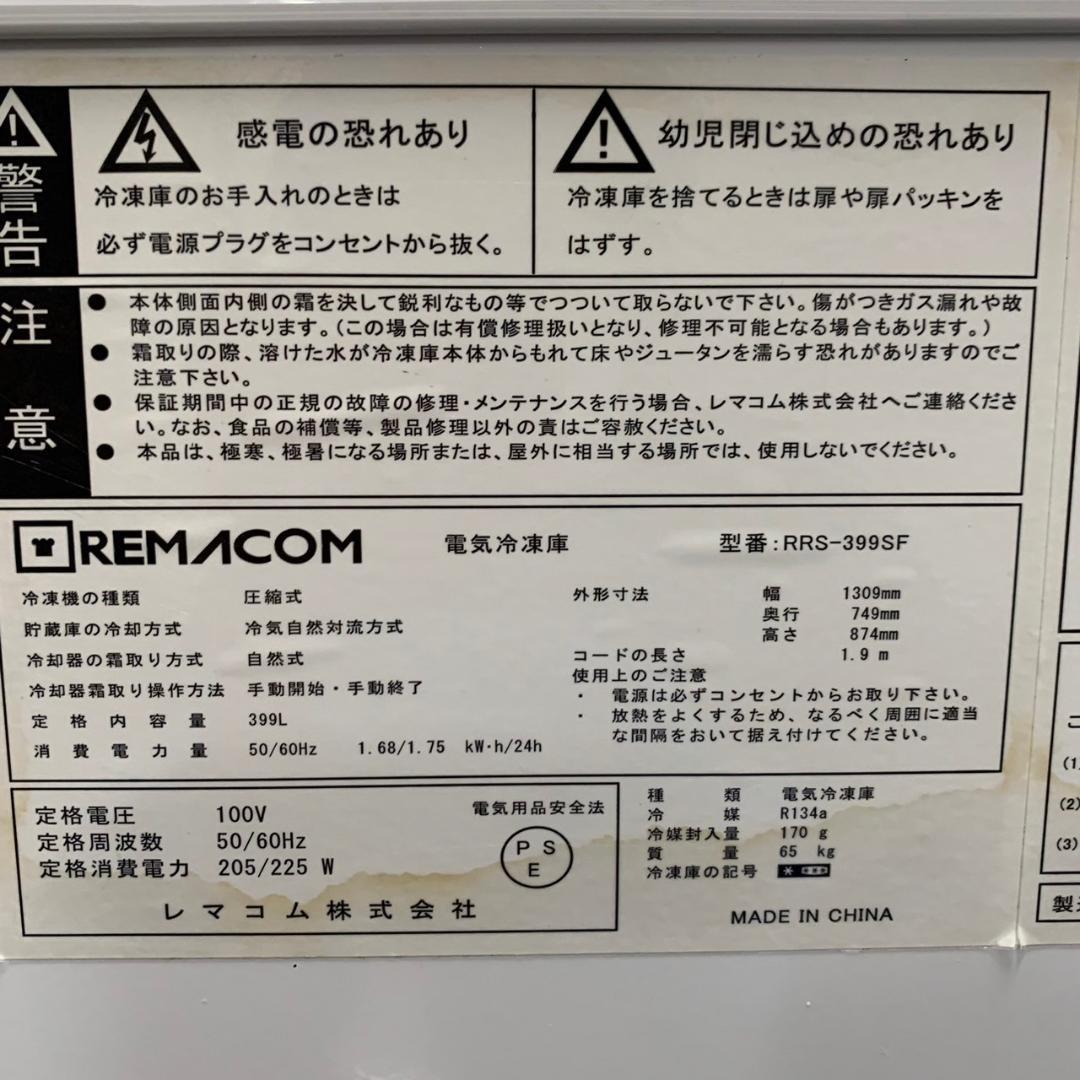 警告
感電の恐れあり
冷凍庫のお手入れのときは
必ず電源プラグをコンセントから抜く。
幼児閉じ込めの恐れあり
冷凍庫を捨てるときは扉や扉パッキンを
はずす。
注意
● 本体側面内側の霜を決して鋭利なもの等でつついて取らないで下さい。傷がつきガス漏れや故
障の原因となります。(この場合は有償修理扱いとなり、修理不可能となる場合もあります。)
● 霜取りの際、溶けた水が冷凍庫本体からもれて床やジュータンを濡らす恐れがありますのでご
注意下さい。
● 保証期間中の正規の故障の修理・メンテナンスを行う場合、レマコム株式会社へご連絡くださ
い。なお、食品の補償等、製品修理以外の責はご容赦ください。
● 本品は、極寒、極暑になる場所または、屋外に相当する場所では、使用しないでください。
REMACOM 電気冷凍庫 型番:RRS-399SF
冷凍機の種類 圧縮式
貯蔵庫の冷却方式 冷気自然対流方式
冷却器の霜取り方式 自然式
冷却器霜取り操作方法 手動開始・手動終了
定格内容量 399L
消費電力量 50/60Hz 1.68/1.75 kW·h/24h
外形寸法 幅 1309mm
奥行 749mm
高さ 874mm
コードの長さ 1.9 m
使用上のご注意
・ 電源は必ずコンセントからお取り下さい。
・ 放熱をよくするため、なるべく周囲に適当
な間隔をおいて据え付けてください。
定格電圧 100V
定格周波数 50/60Hz
定格消費電力 205/225 W
電気用品安全法
P S
E
レマコム株式会社
種類 電気冷凍庫
冷媒 R134a
冷媒封入量 170 g
質量 65 kg
冷凍庫の記号 * ***
MADE IN CHINA
こ
(1)
(2)
(3)
製造